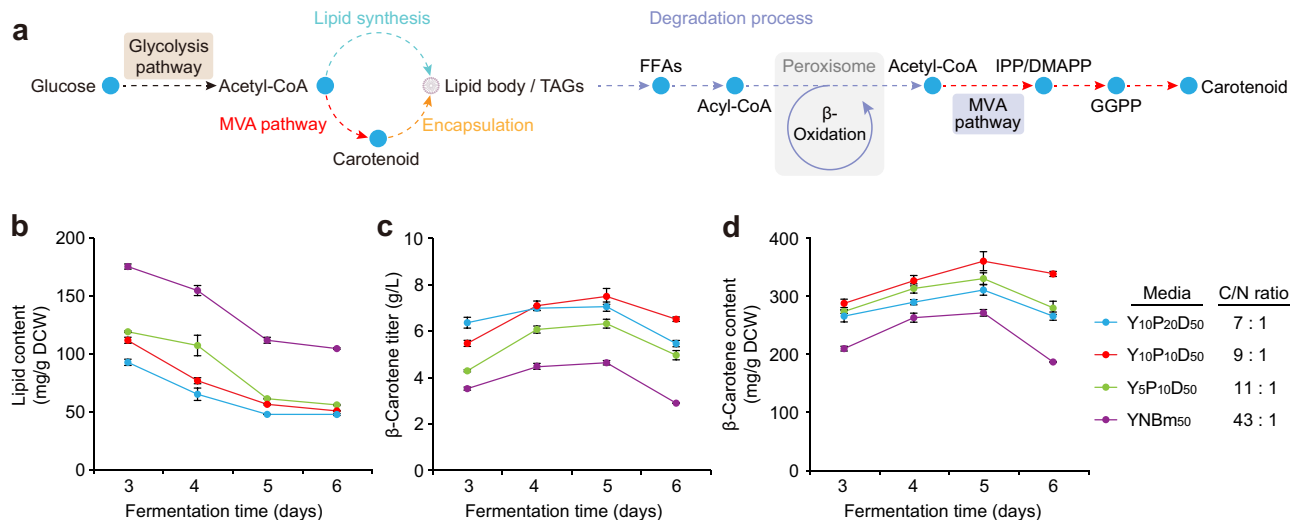 a
Lipid synthesis
Degradation process
Glycolysis
pathway
Glucose
Acetyl-CoA
Lipid body / TAGs
MVA pathway
Encapsulation
Carotenoid
FFAs
Acyl-CoA
Peroxisome
β-
Oxidation
Acetyl-CoA
IPP/DMAPP
MVA
pathway
GGPP
Carotenoid
b
Lipid content
(mg/g DCW)
200
150
100
50
0
3 4 5 6
Fermentation time (days)
c
β-Carotene titer (g/L)
10
8
6
4
2
0
3 4 5 6
Fermentation time (days)
d
β-Carotene content
(mg/g DCW)
400
300
200
100
0
3 4 5 6
Fermentation time (days)
Media C/N ratio
Y10P20D50 7 : 1
Y10P10D50 9 : 1
Y5P10D50 11 : 1
YNBm50 43 : 1